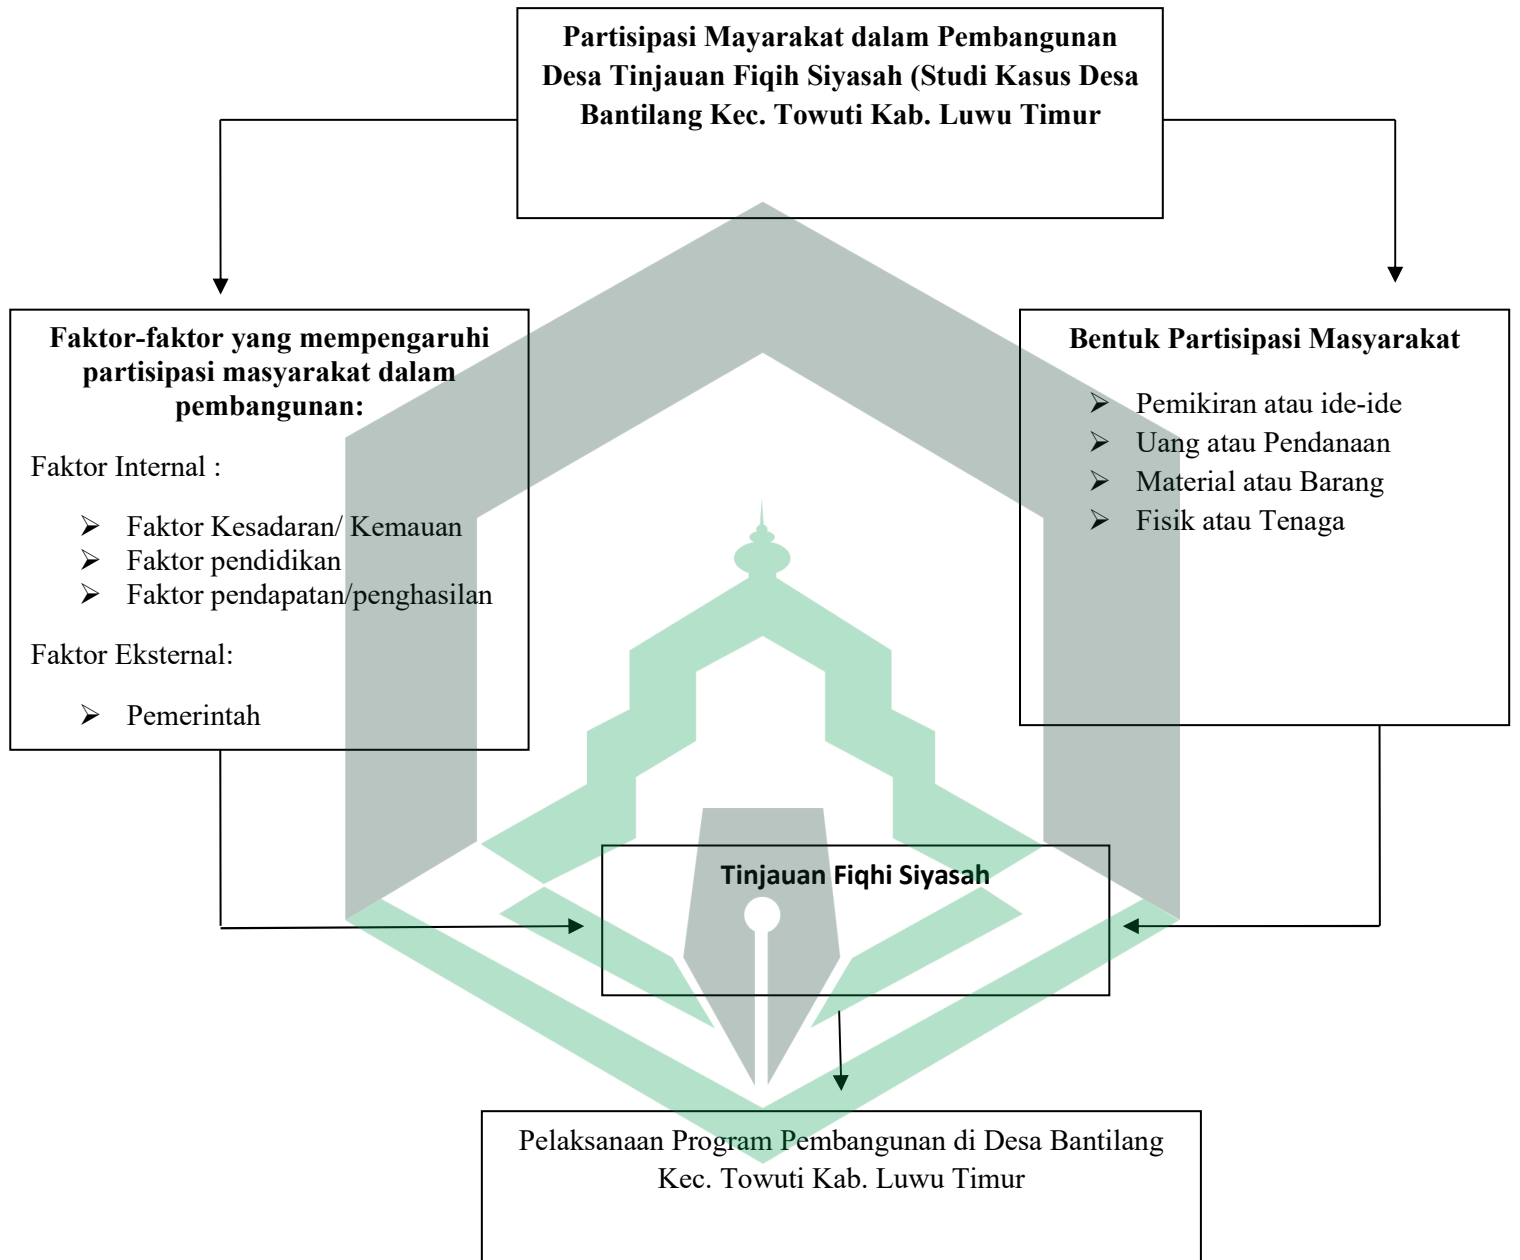 Partisipasi Mayarakat dalam Pembangunan
Desa Tinjauan Fiqih Siyasah (Studi Kasus Desa
Bantilang Kec. Towuti Kab. Luwu Timur
Faktor-faktor yang mempengaruhi
partisipasi masyarakat dalam
pembangunan:
Faktor Internal :
➢ Faktor Kesadaran/ Kemauan
➢ Faktor pendidikan
➢ Faktor pendapatan/penghasilan
Faktor Eksternal:
➢ Pemerintah
Bentuk Partisipasi Masyarakat
➢ Pemikiran atau ide-ide
➢ Uang atau Pendanaan
➢ Material atau Barang
➢ Fisik atau Tenaga
Tinjauan Fiqhi Siyasah
Pelaksanaan Program Pembangunan di Desa Bantilang
Kec. Towuti Kab. Luwu Timur